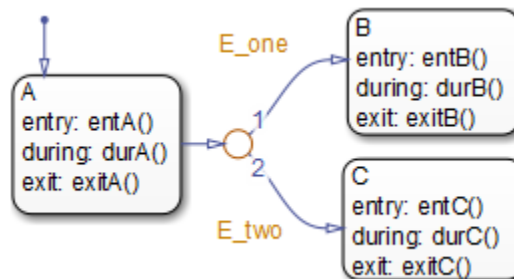 A
entry: entA()
during: durA()
exit: exitA()
E_one
1
2
E_two
B
entry: entB()
during: durB()
exit: exitB()
C
entry: entC()
during: durC()
exit: exitC()